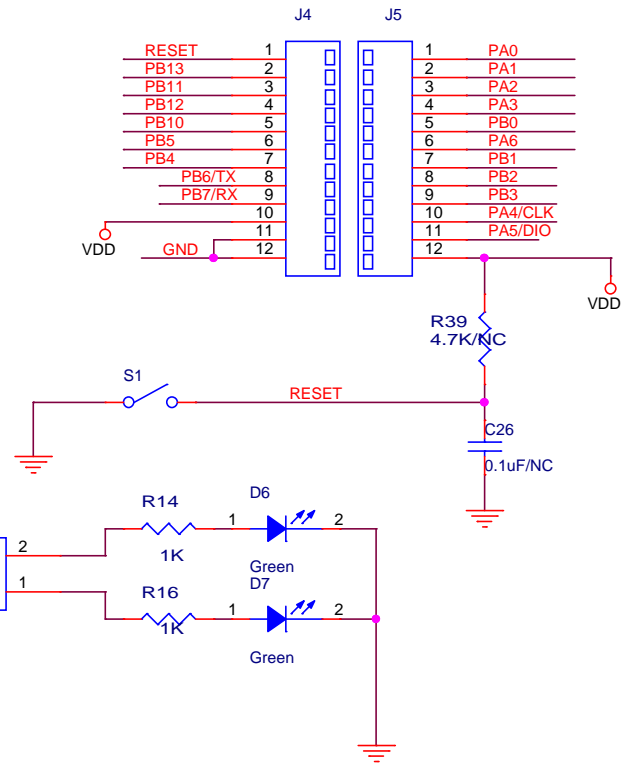 J4 J5
RESET 1 1 PA0
PB13 2 2 PA1
PB11 3 3 PA2
PB12 4 4 PA3
PB10 5 5 PB0
PB5 6 6 PA6
PB4 7 7 PB1
PB6/TX 8 8 PB2
PB7/RX 9 9 PB3
10 10 PA4/CLK
11 11 PA5/DIO
VDD GND 12 12
VDD
R39
4.7K/NC
S1
RESET
C26
0.1uF/NC
R14 1 D6 2
2
1K
Green
1 R16 1 D7 2
1K
Green